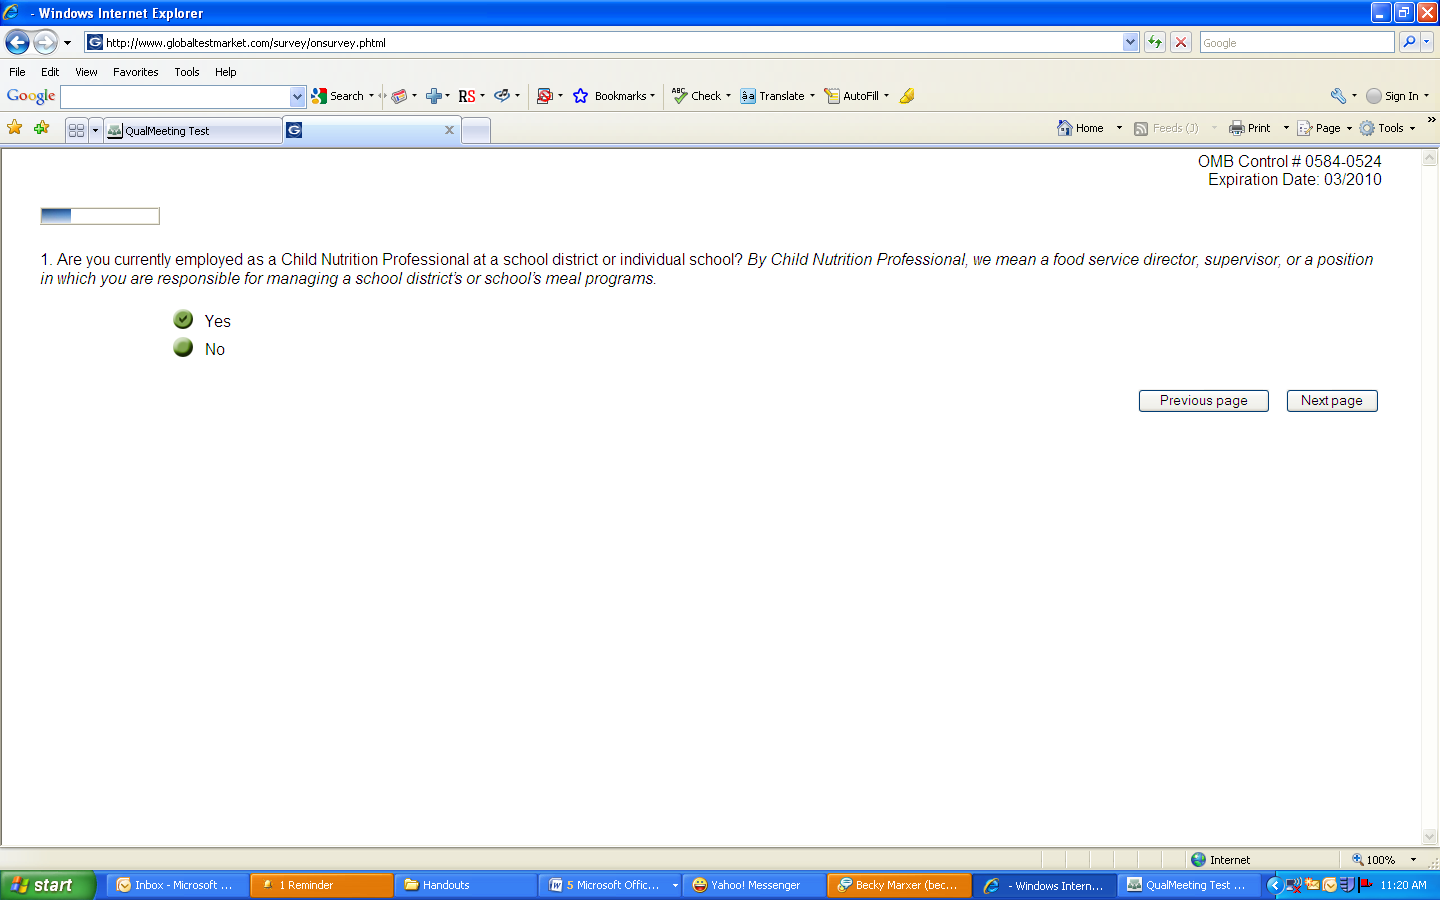 - Windows Internet Explorer
http://www.globaltestmarket.com/survey/onsurvey.phtml
Google
File Edit View Favorites Tools Help
Google Search RS Bookmarks ABC Check Translate AutoFill Sign In
QualMeeting Test G Home Feeds (J) Print Page Tools
OMB Control # 0584-0524
Expiration Date: 03/2010
1. Are you currently employed as a Child Nutrition Professional at a school district or individual school? By Child Nutrition Professional, we mean a food service director, supervisor, or a position
in which you are responsible for managing a school district's or school's meal programs.
Yes
No
Previous page Next page
Internet 100%
start Inbox - Microsoft ... 1 Reminder Handouts 5 Microsoft Offic... Yahoo! Messenger Becky Marxer (bec... - Windows Intern... QualMeeting Test ... 11:20 AM